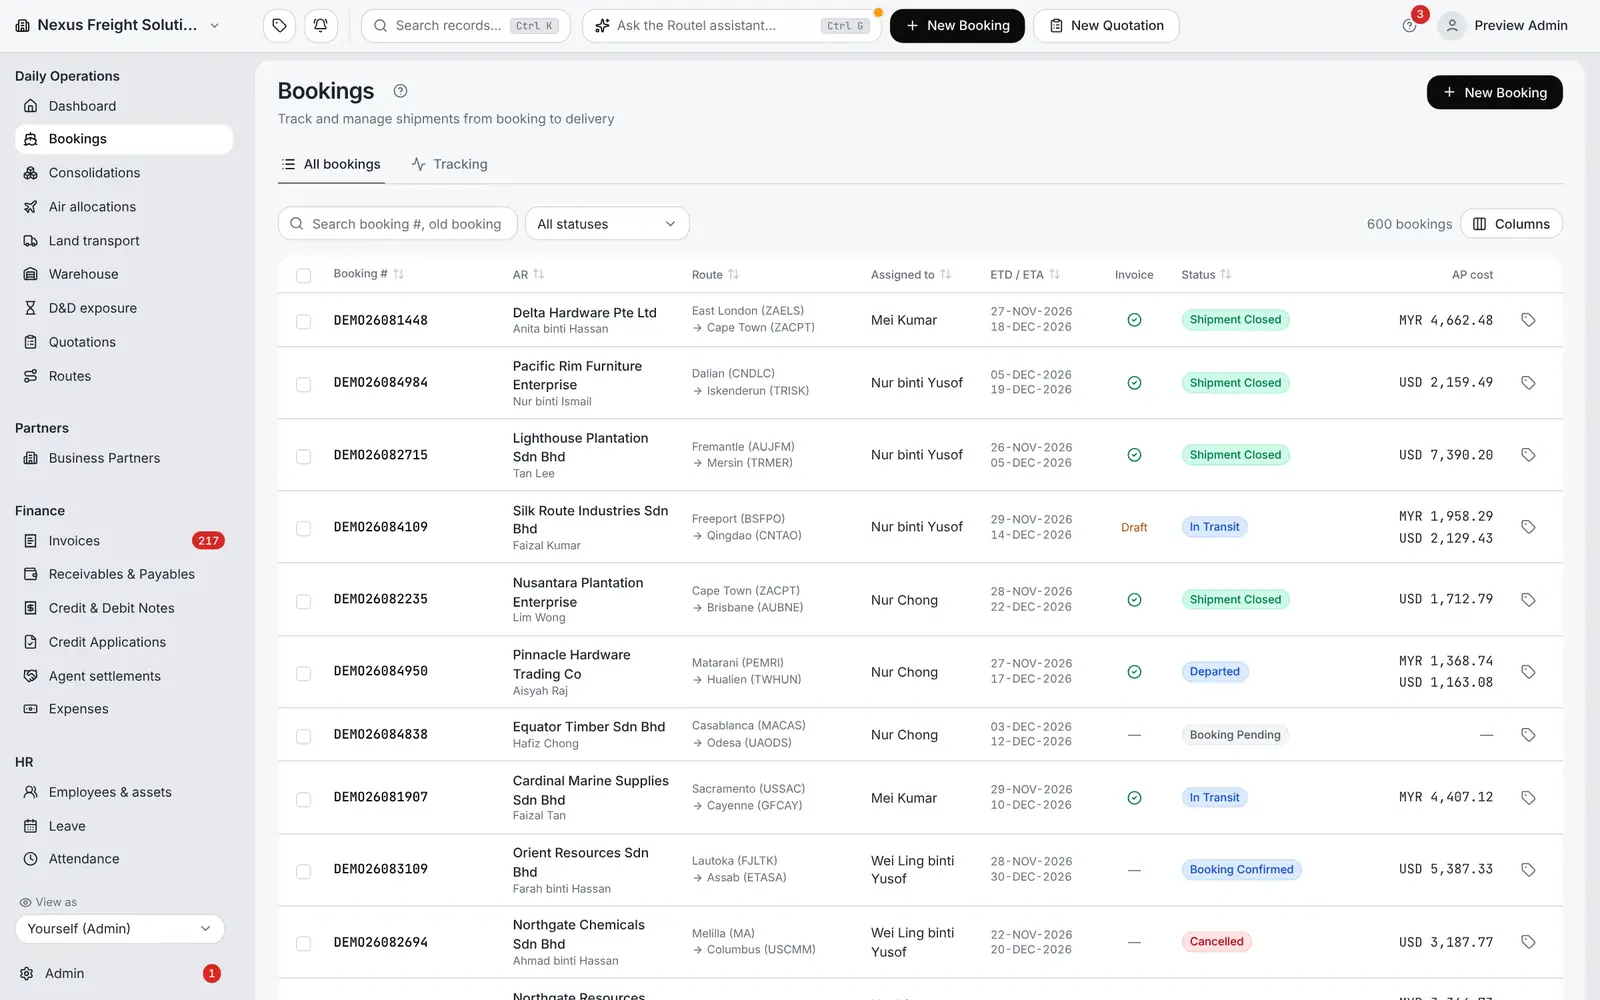 Nexus Freight Soluti...
Search records... Ctrl K
Ask the Routel assistant... Ctrl G
+ New Booking
New Quotation
3
Preview Admin
Daily Operations
Dashboard
Bookings
Consolidations
Air allocations
Land transport
Warehouse
D&D exposure
Quotations
Routes
Partners
Business Partners
Finance
Invoices 217
Receivables & Payables
Credit & Debit Notes
Credit Applications
Agent settlements
Expenses
HR
Employees & assets
Leave
Attendance
View as
Yourself (Admin)
Admin 1
Bookings
Track and manage shipments from booking to delivery
+ New Booking
All bookings Tracking
Search booking #, old booking
All statuses
600 bookings
Columns
Booking # AR Route Assigned to ETD / ETA Invoice Status AP cost
DEMO26081448
Delta Hardware Pte Ltd
Anita binti Hassan
East London (ZAELS)
→ Cape Town (ZACPT)
Mei Kumar
27-NOV-2026
18-DEC-2026
Shipment Closed
MYR 4,662.48
DEMO26084984
Pacific Rim Furniture
Enterprise
Nur binti Ismail
Dalian (CNDLC)
→ Iskenderun (TRISK)
Nur binti Yusof
05-DEC-2026
19-DEC-2026
Shipment Closed
USD 2,159.49
DEMO26082715
Lighthouse Plantation
Sdn Bhd
Tan Lee
Fremantle (AUJFM)
→ Mersin (TRMER)
Nur binti Yusof
26-NOV-2026
05-DEC-2026
Shipment Closed
USD 7,390.20
DEMO26084109
Silk Route Industries Sdn
Bhd
Faizal Kumar
Freeport (BSFPO)
→ Qingdao (CNTAO)
Nur binti Yusof
29-NOV-2026
14-DEC-2026
Draft
In Transit
MYR 1,958.29
USD 2,129.43
DEMO26082235
Nusantara Plantation
Enterprise
Lim Wong
Cape Town (ZACPT)
→ Brisbane (AUBNE)
Nur Chong
28-NOV-2026
22-DEC-2026
Shipment Closed
USD 1,712.79
DEMO26084950
Pinnacle Hardware
Trading Co
Aisyah Raj
Matarani (PEMRI)
→ Hualien (TWHUN)
Nur Chong
27-NOV-2026
17-DEC-2026
Departed
MYR 1,368.74
USD 1,163.08
DEMO26084838
Equator Timber Sdn Bhd
Hafiz Chong
Casablanca (MACAS)
→ Odesa (UAODS)
Nur Chong
03-DEC-2026
12-DEC-2026
—
Booking Pending
—
DEMO26081907
Cardinal Marine Supplies
Sdn Bhd
Faizal Tan
Sacramento (USSAC)
→ Cayenne (GFCAY)
Mei Kumar
29-NOV-2026
10-DEC-2026
In Transit
MYR 4,407.12
DEMO26083109
Orient Resources Sdn
Bhd
Farah binti Hassan
Lautoka (FJLTK)
→ Assab (ETASA)
Wei Ling binti
Yusof
28-NOV-2026
30-DEC-2026
—
Booking Confirmed
USD 5,387.33
DEMO26082694
Northgate Chemicals
Sdn Bhd
Ahmad binti Hassan
Melilla (MA)
→ Columbus (USCMM)
Wei Ling binti
Yusof
22-NOV-2026
20-DEC-2026
—
Cancelled
USD 3,187.77
Northgate Resources